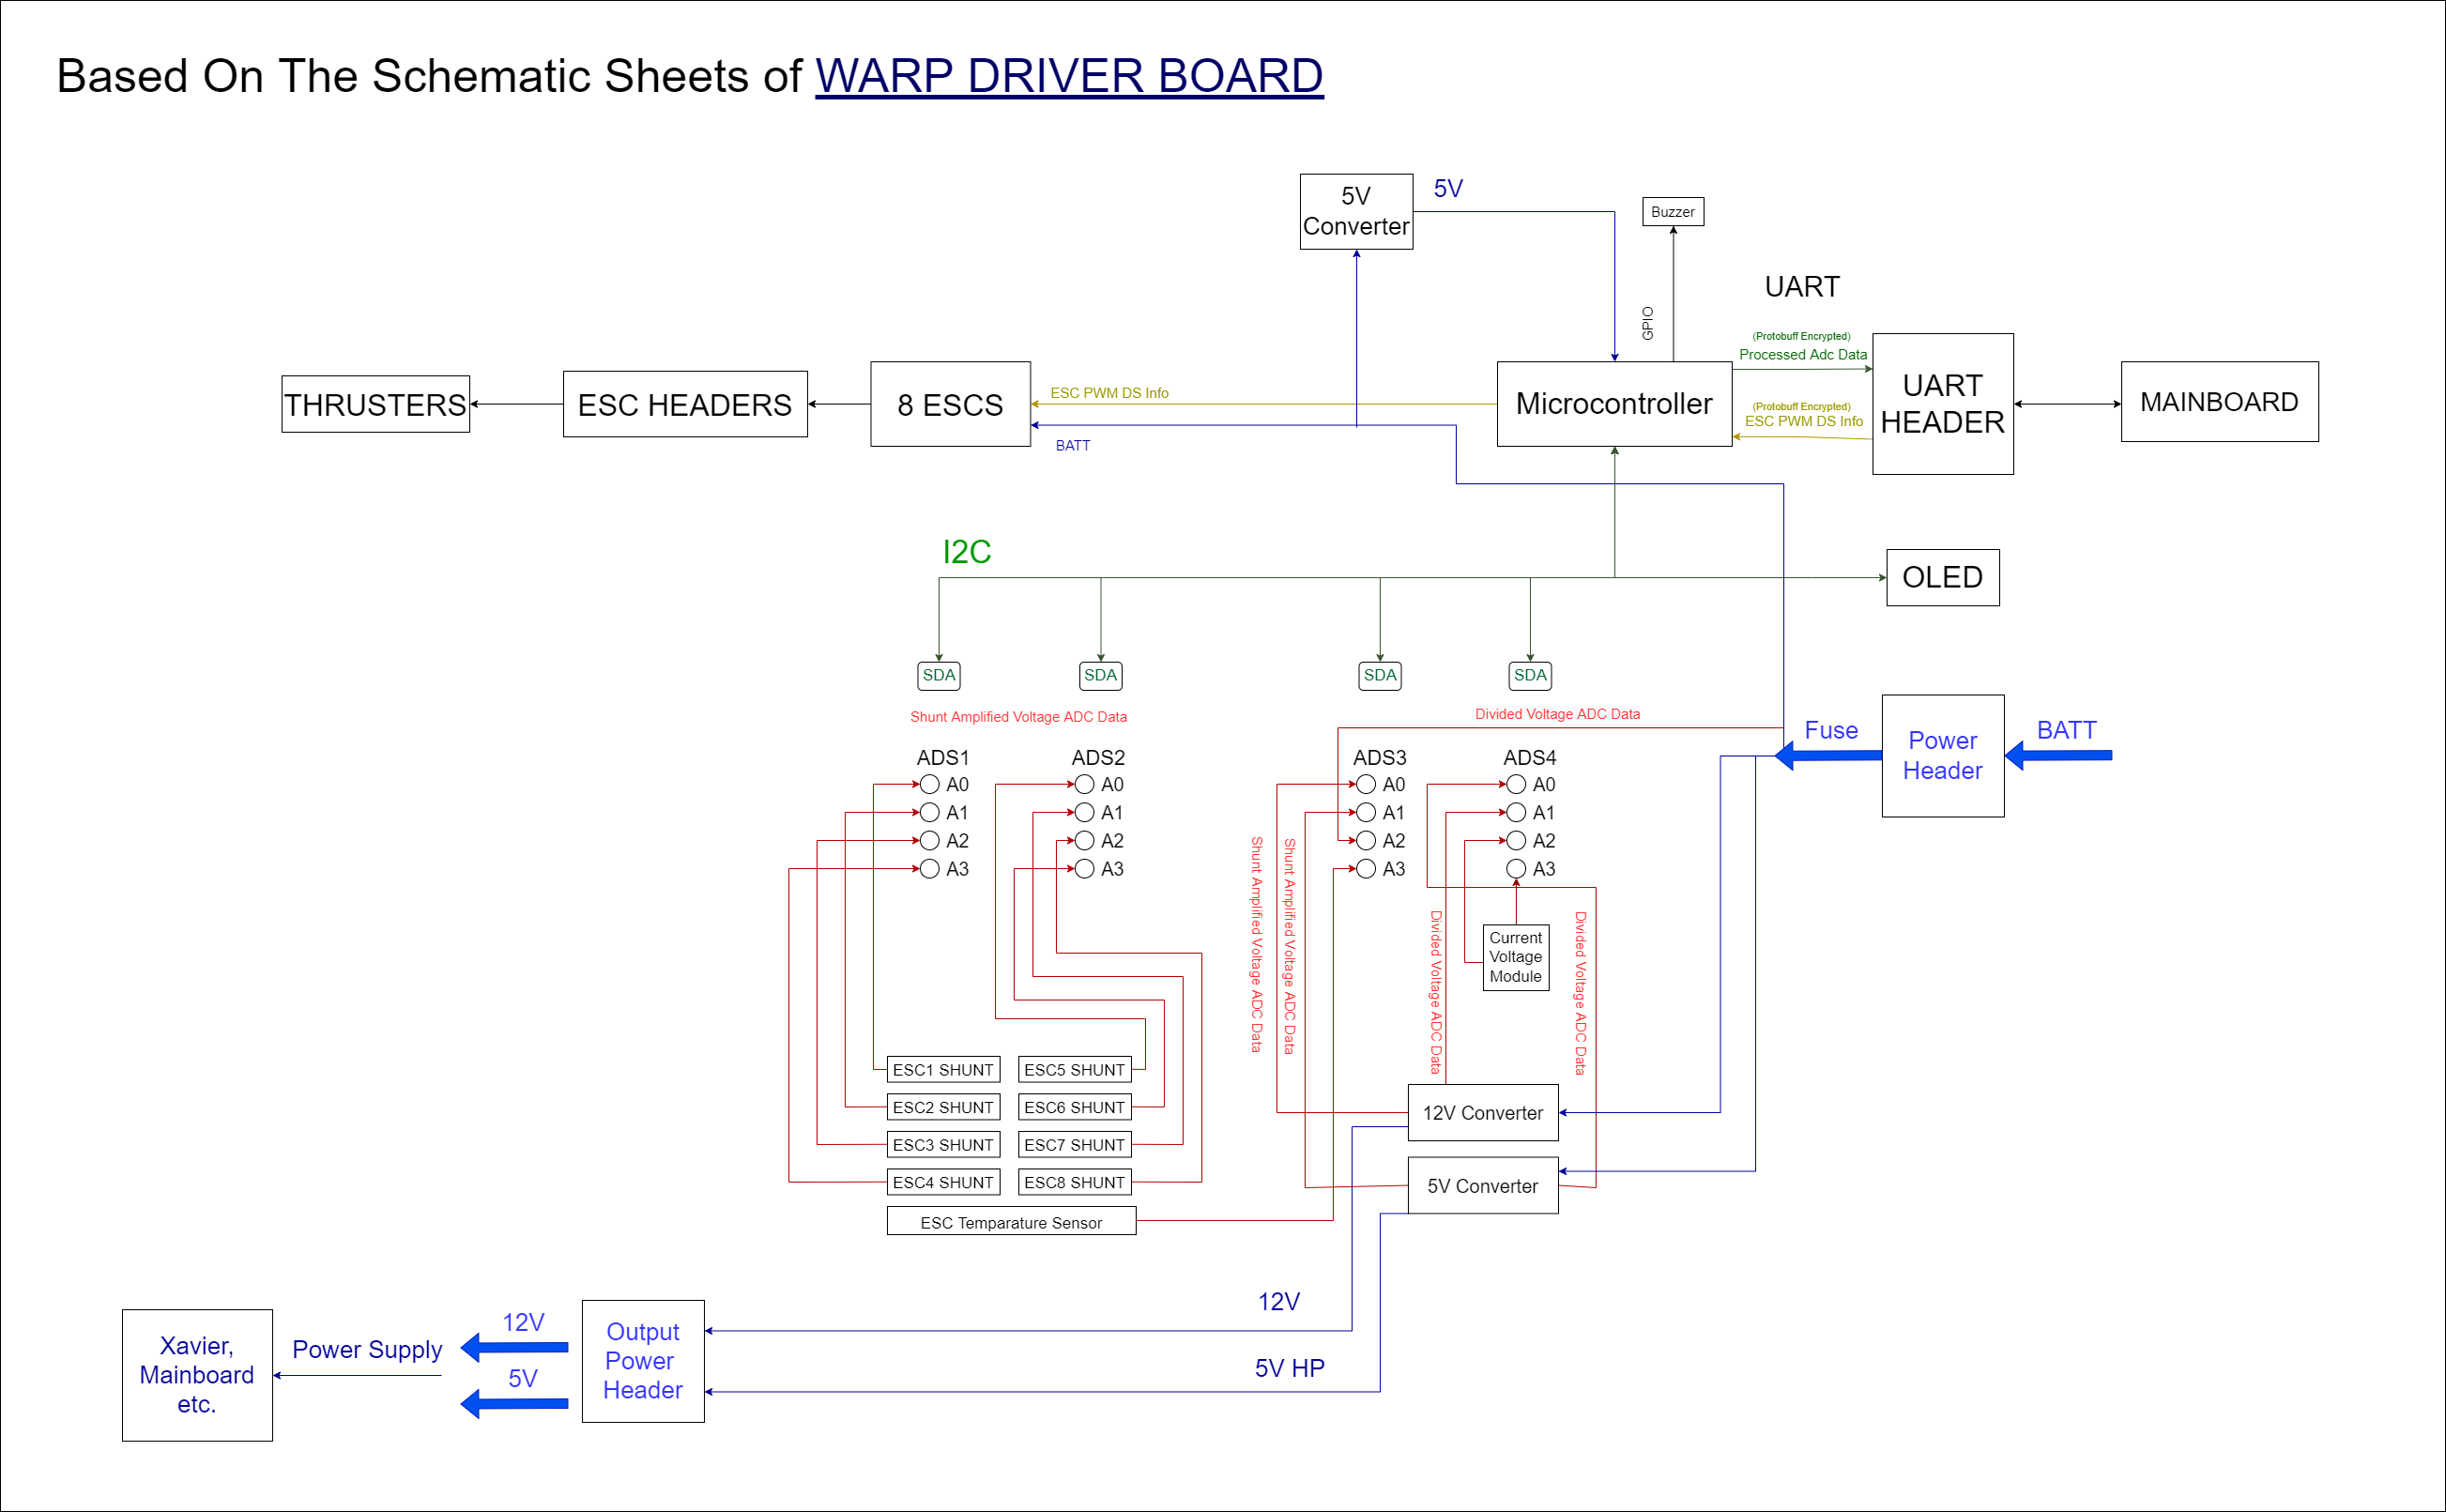 Based On The Schematic Sheets of WARP DRIVER BOARD
5V
Converter
5V
Buzzer
GPIO
UART
(Protobuff Encrypted)
Processed Adc Data
(Protobuff Encrypted)
ESC PWM DS Info
UART
HEADER
MAINBOARD
THRUSTERS
ESC HEADERS
8 ESCS
ESC PWM DS Info
BATT
Microcontroller
I2C
OLED
SDA
SDA
SDA
SDA
Shunt Amplified Voltage ADC Data
Divided Voltage ADC Data
Fuse
Power
Header
BATT
ADS1
A0
A1
A2
A3
ADS2
A0
A1
A2
A3
ADS3
A0
A1
A2
A3
ADS4
A0
A1
A2
A3
Shunt Amplified Voltage ADC Data
Shunt Amplified Voltage ADC Data
Divided Voltage ADC Data
Divided Voltage ADC Data
Current
Voltage
Module
ESC1 SHUNT
ESC2 SHUNT
ESC3 SHUNT
ESC4 SHUNT
ESC5 SHUNT
ESC6 SHUNT
ESC7 SHUNT
ESC8 SHUNT
ESC Temparature Sensor
12V Converter
5V Converter
12V
5V HP
Output
Power
Header
12V
5V
Power Supply
Xavier,
Mainboard
etc.